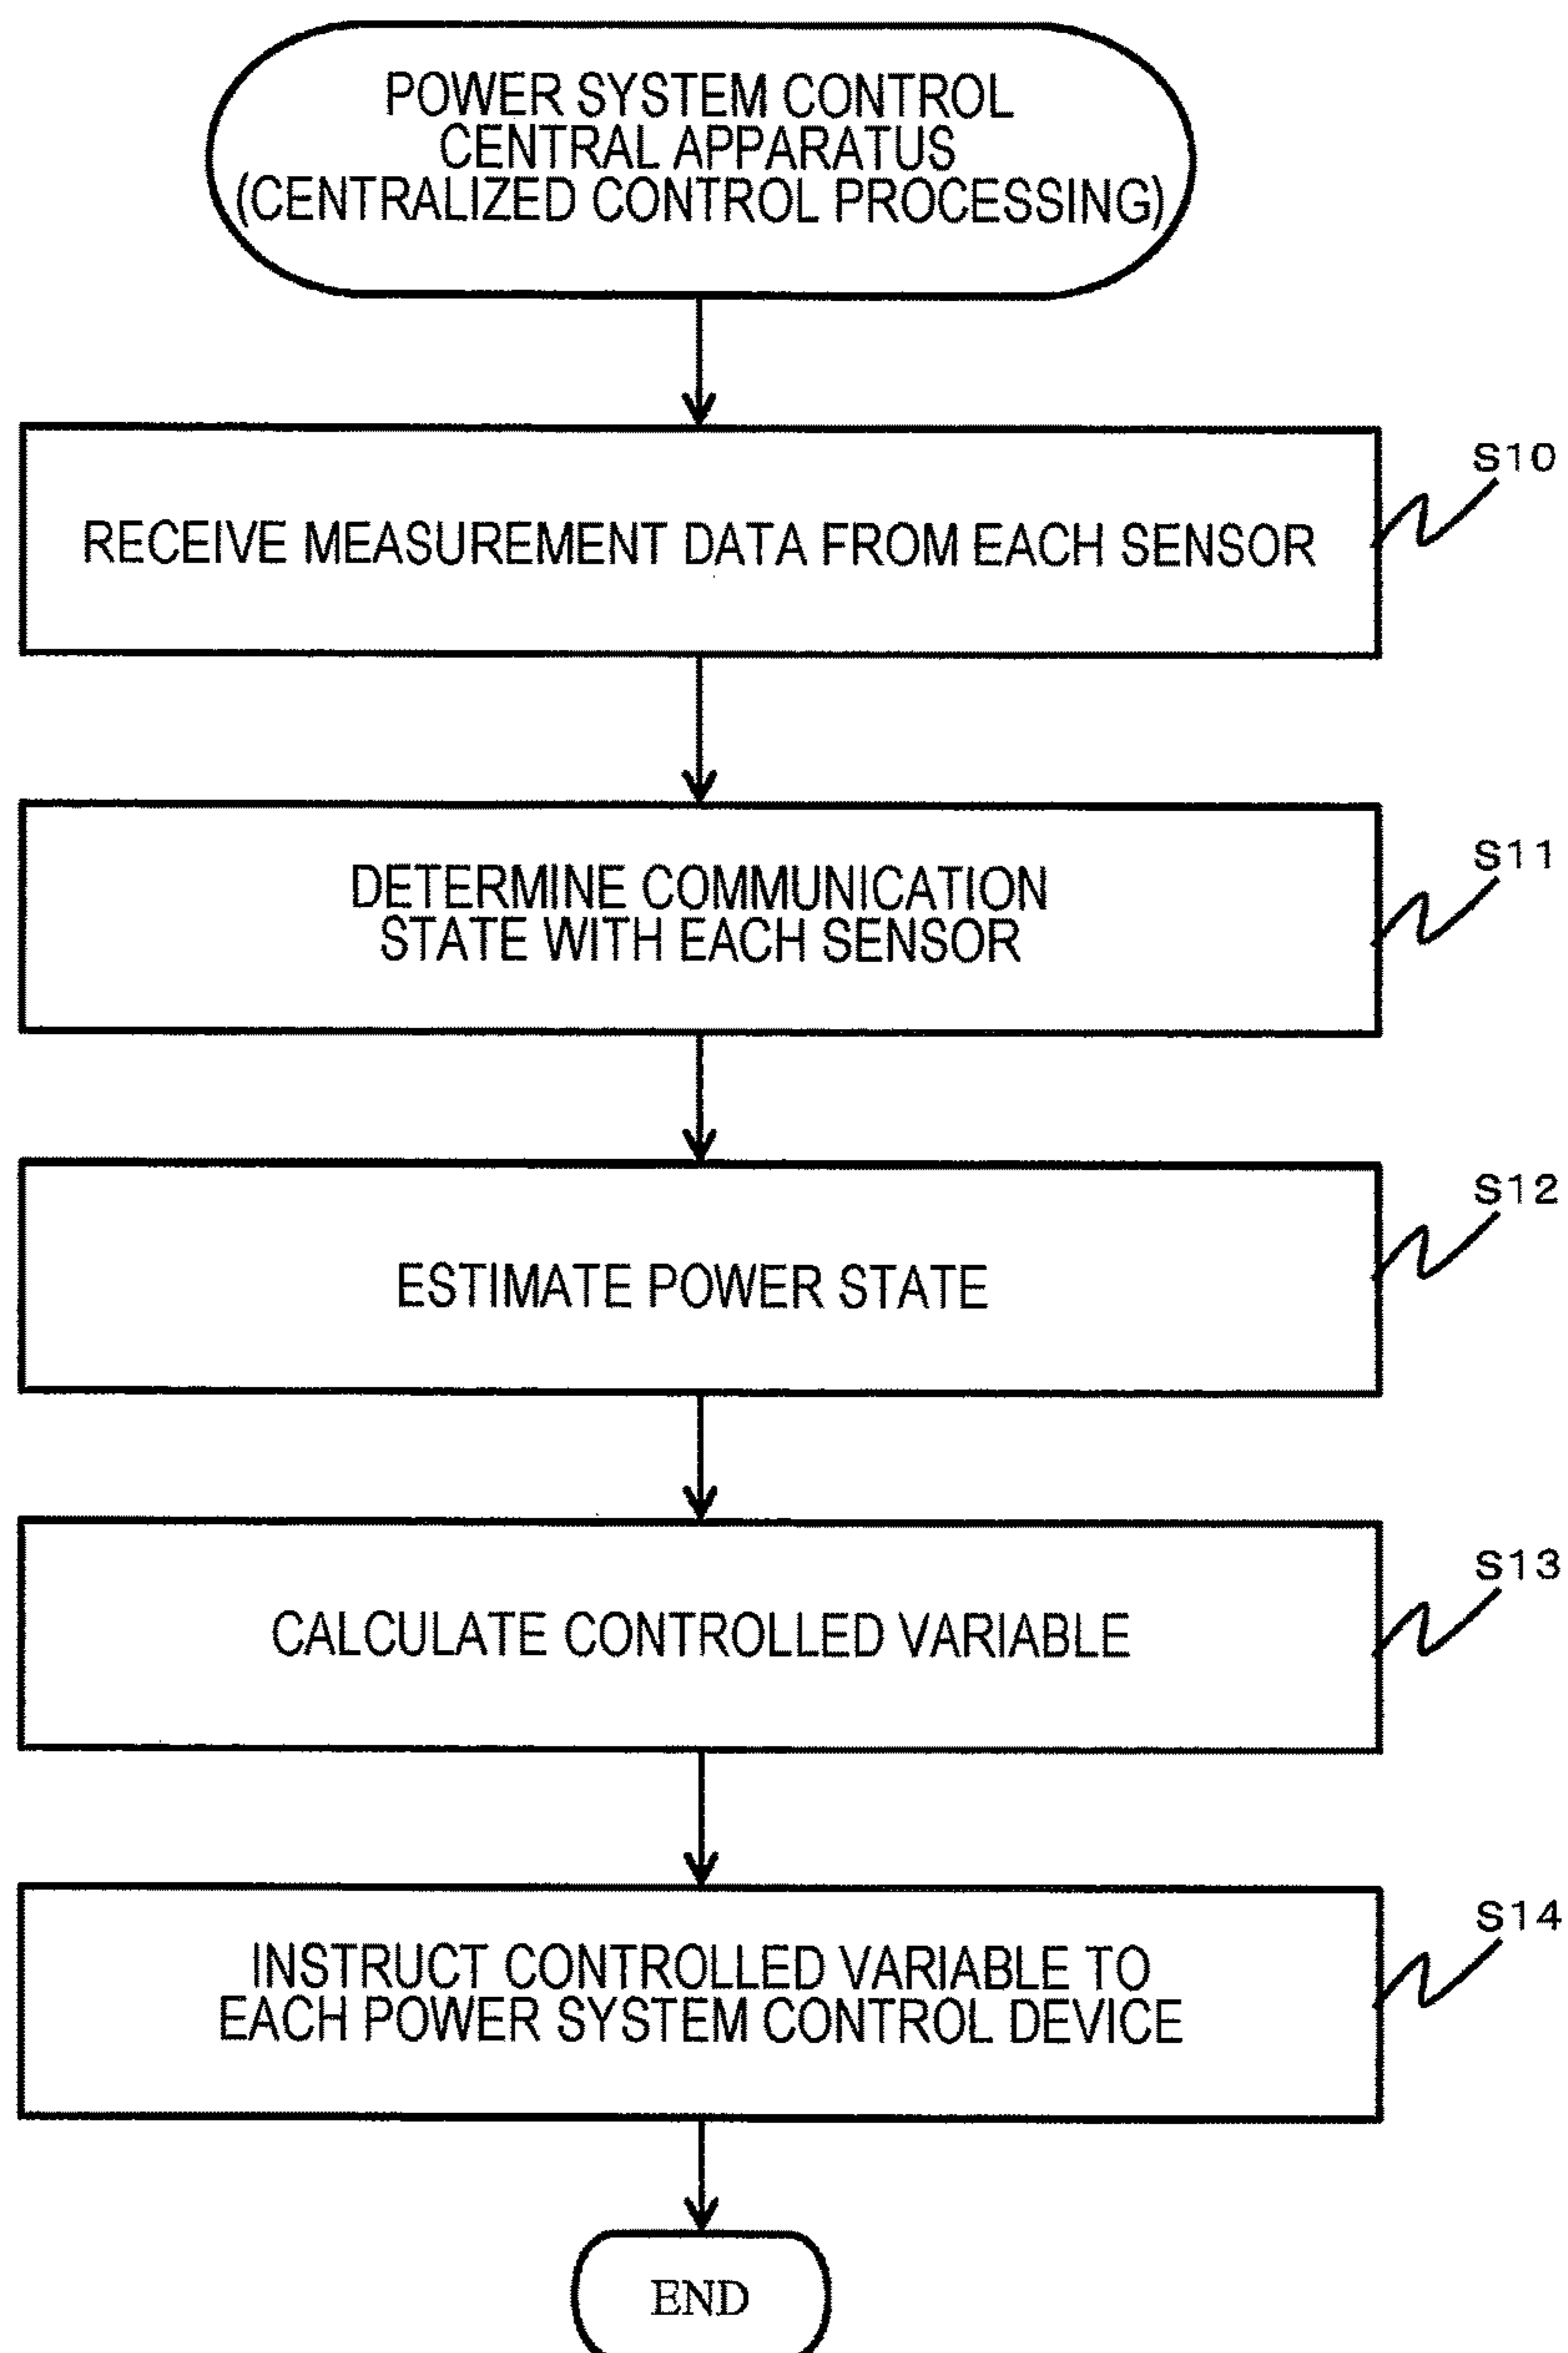 POWER SYSTEM CONTROL
CENTRAL APPARATUS
(CENTRALIZED CONTROL PROCESSING)
S10
RECEIVE MEASUREMENT DATA FROM EACH SENSOR
S11
DETERMINE COMMUNICATION
STATE WITH EACH SENSOR
S12
ESTIMATE POWER STATE
S13
CALCULATE CONTROLLED VARIABLE
S14
INSTRUCT CONTROLLED VARIABLE TO
EACH POWER SYSTEM CONTROL DEVICE
END